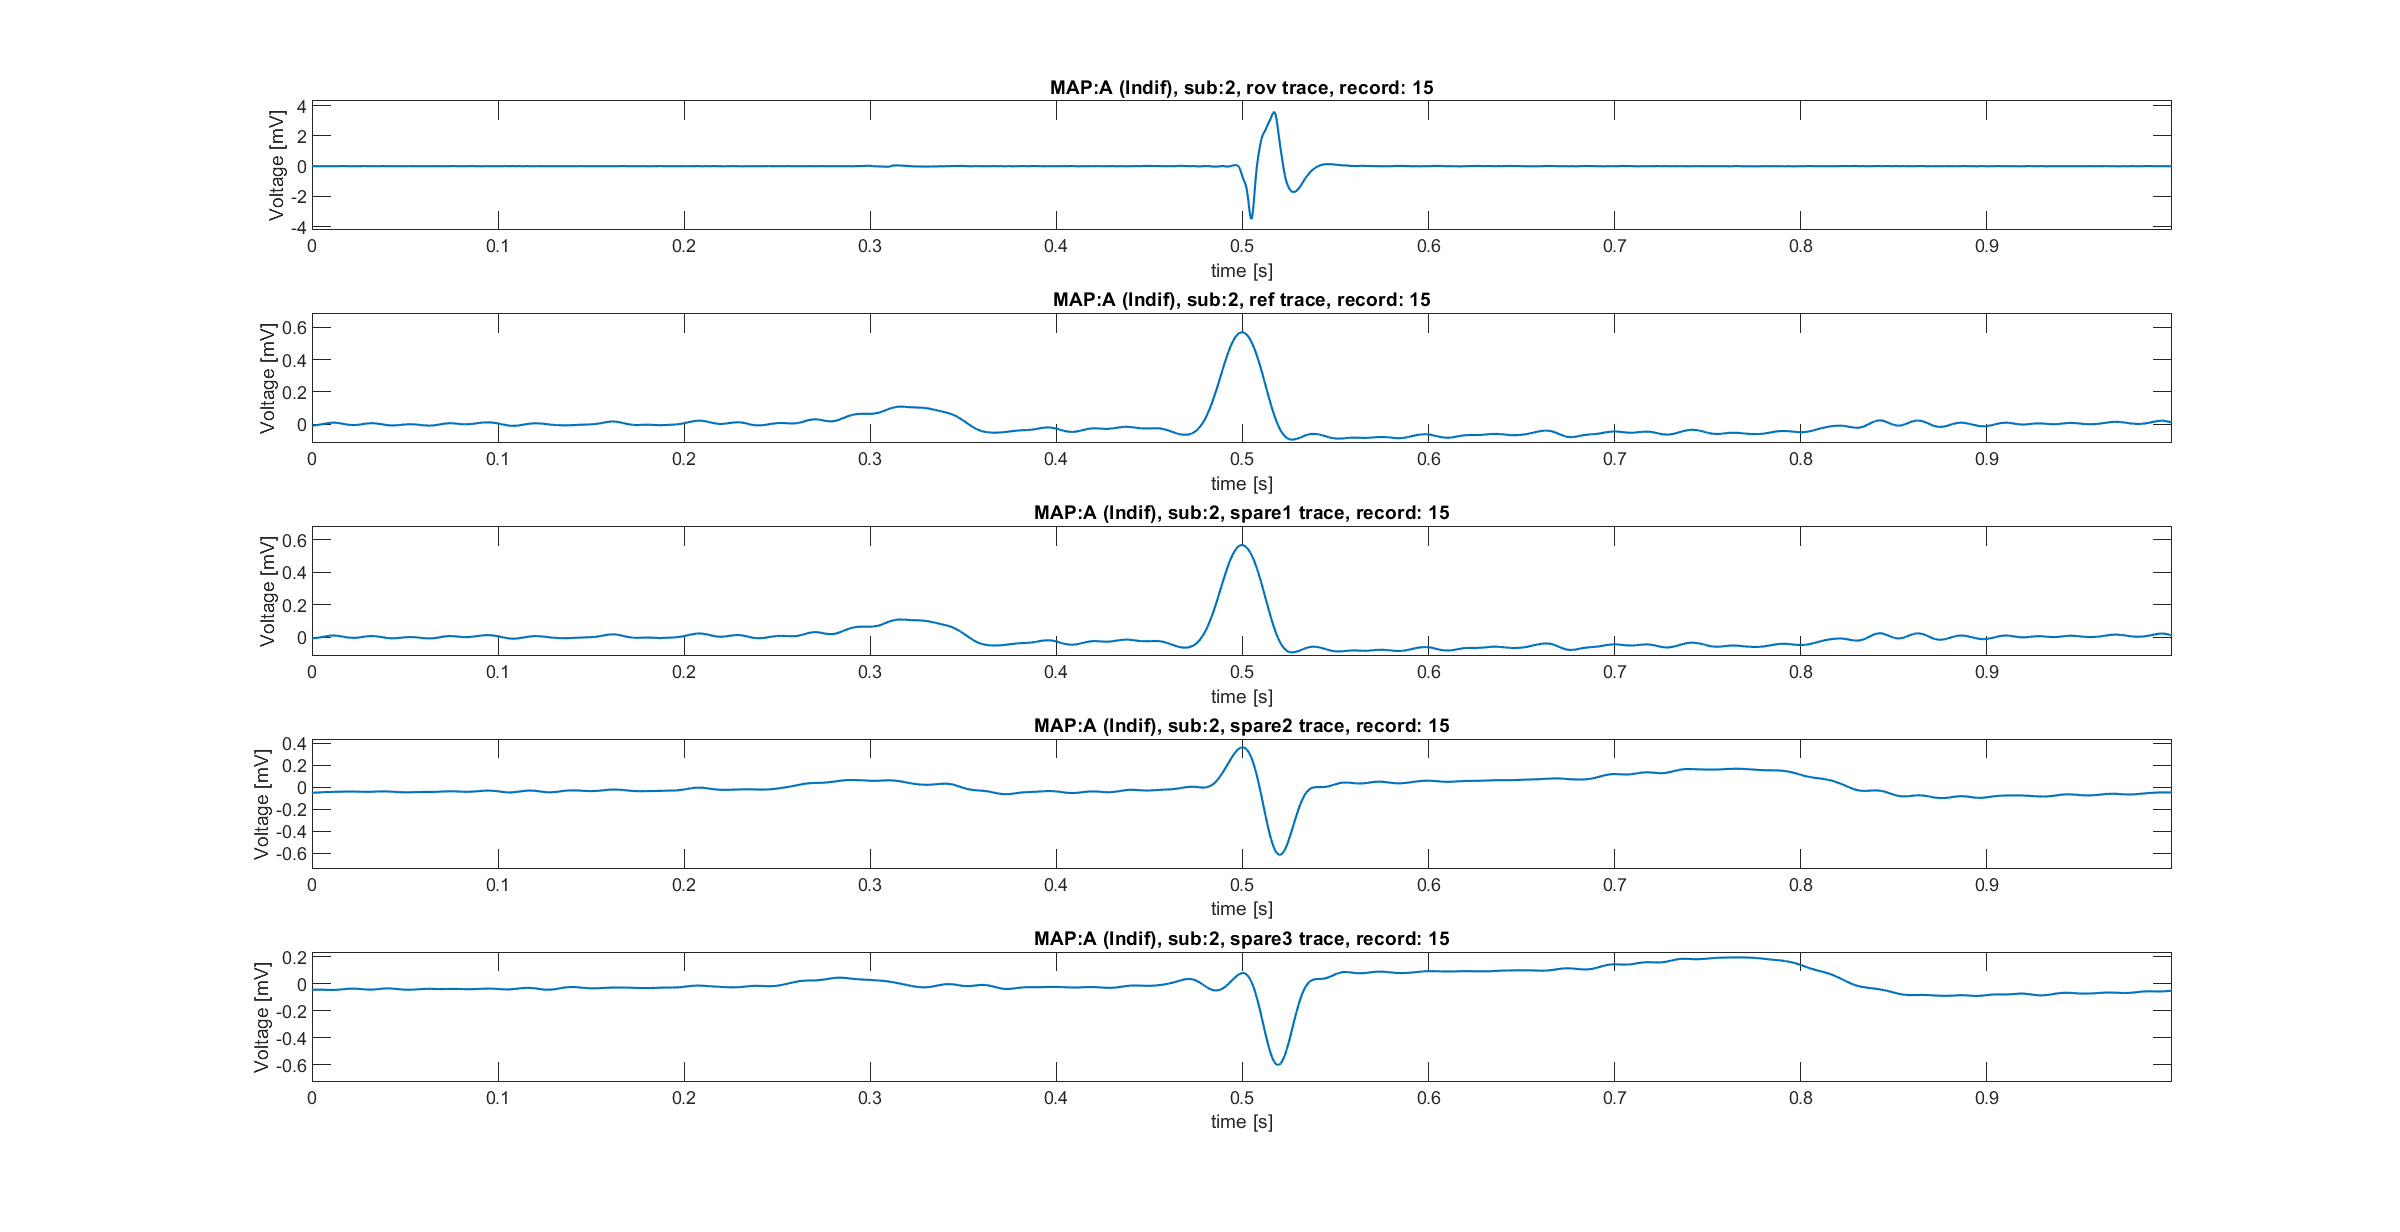 MAP:A (Indif), sub:2, rov trace, record: 15
Voltage [mV]
4
2
0
-2
-4
0 0.1 0.2 0.3 0.4 0.5 0.6 0.7 0.8 0.9
time [s]
MAP:A (Indif), sub:2, ref trace, record: 15
Voltage [mV]
0.6
0.4
0.2
0
0 0.1 0.2 0.3 0.4 0.5 0.6 0.7 0.8 0.9
time [s]
MAP:A (Indif), sub:2, spare1 trace, record: 15
Voltage [mV]
0.6
0.4
0.2
0
0 0.1 0.2 0.3 0.4 0.5 0.6 0.7 0.8 0.9
time [s]
MAP:A (Indif), sub:2, spare2 trace, record: 15
Voltage [mV]
0.4
0.2
0
-0.2
-0.4
-0.6
0 0.1 0.2 0.3 0.4 0.5 0.6 0.7 0.8 0.9
time [s]
MAP:A (Indif), sub:2, spare3 trace, record: 15
Voltage [mV]
0.2
0
-0.2
-0.4
-0.6
0 0.1 0.2 0.3 0.4 0.5 0.6 0.7 0.8 0.9
time [s]